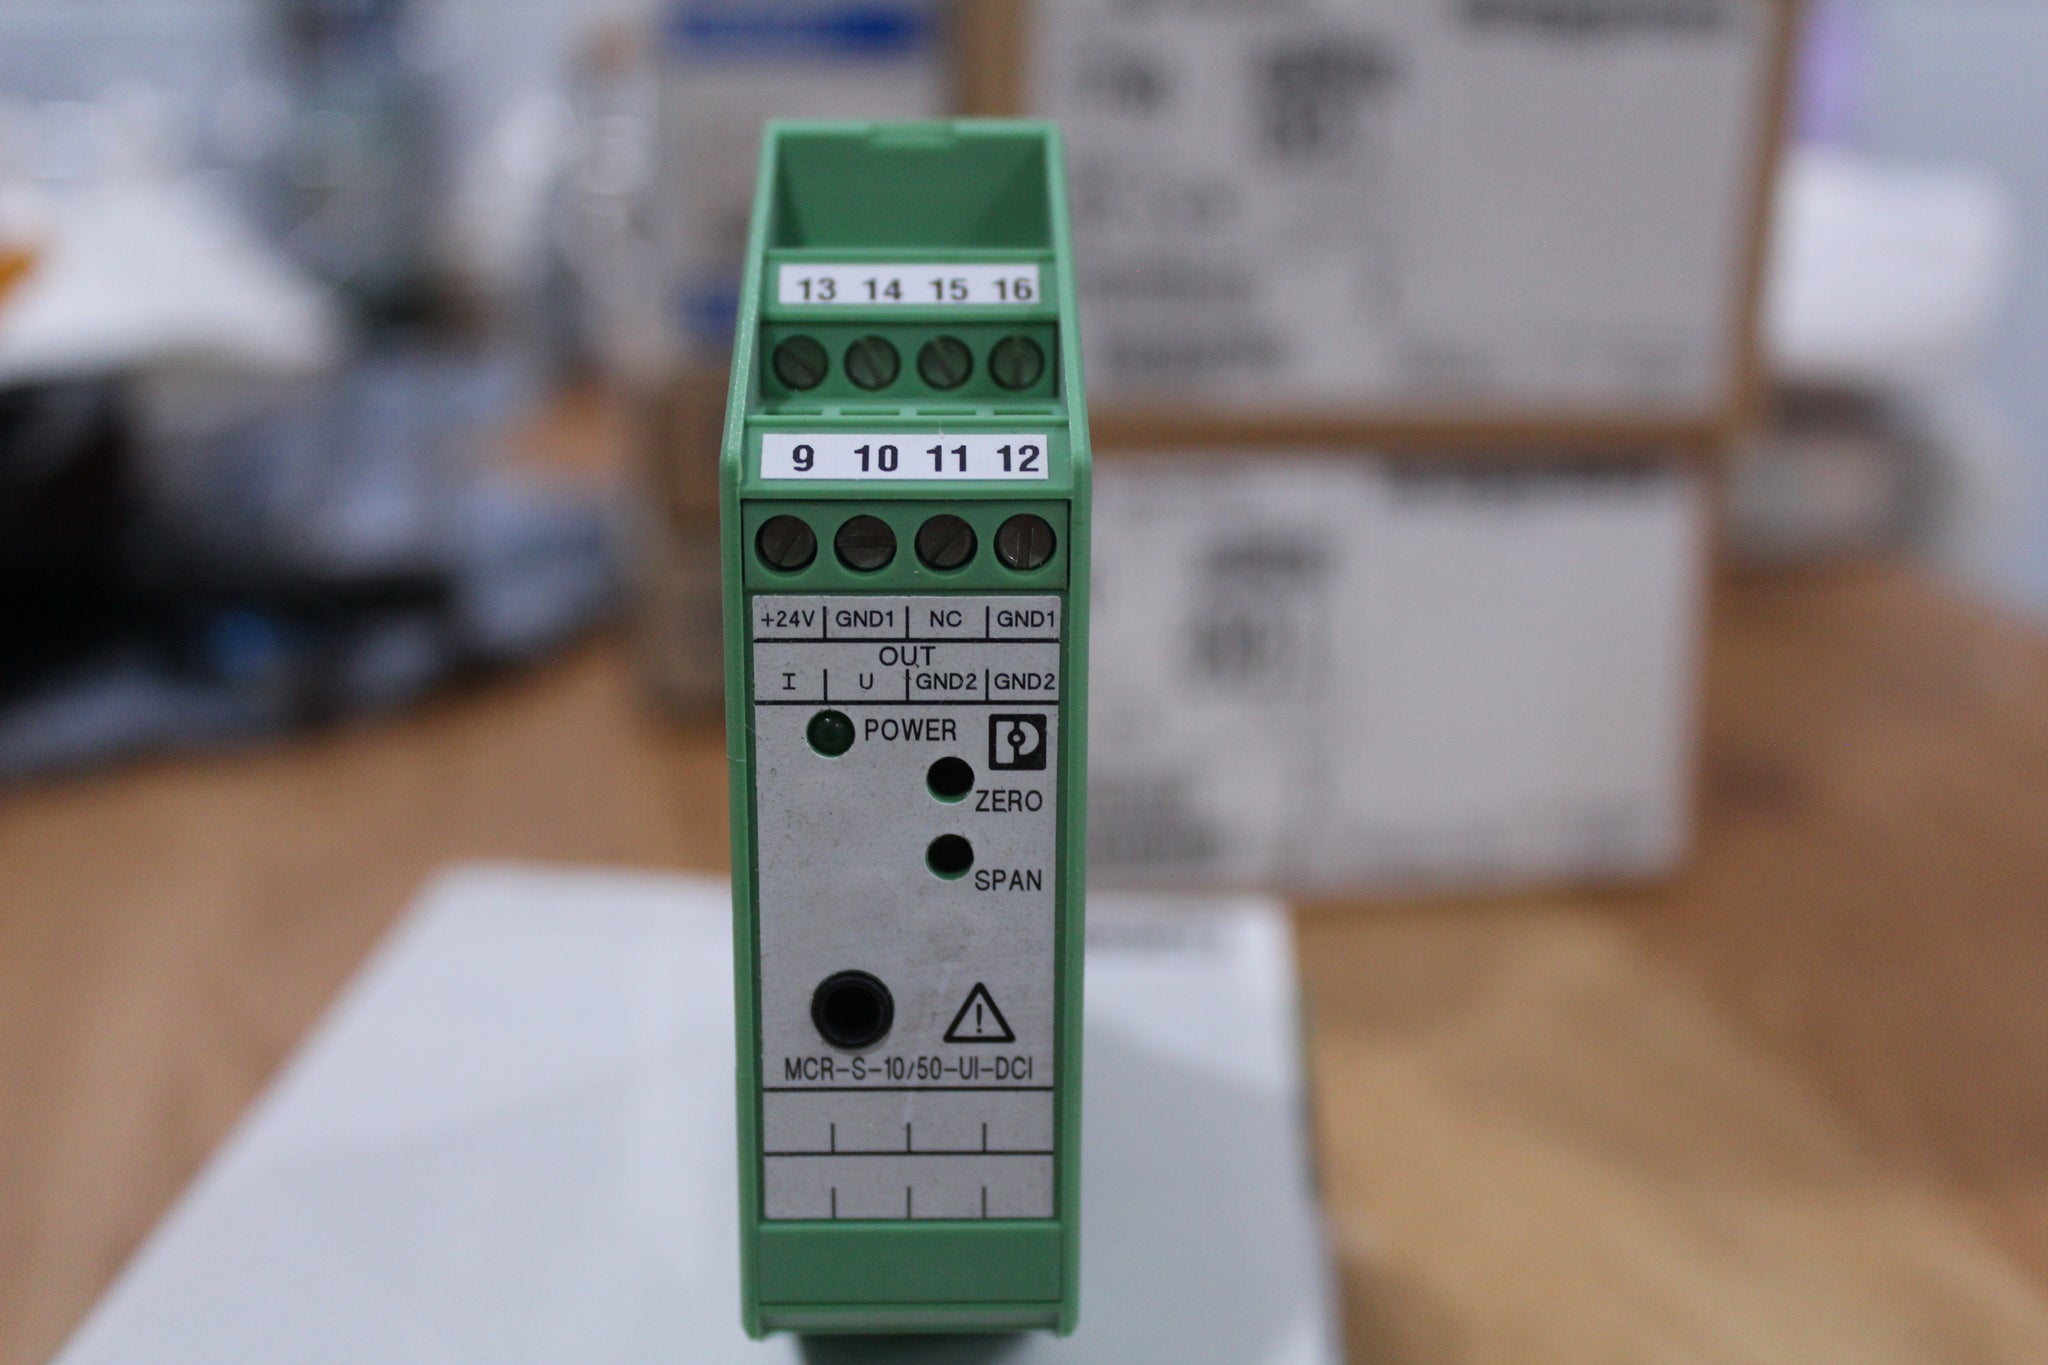 13 14 15 16
9 10 11 12
+24V GND1 NC GND1
OUT
I U GND2 GND2
POWER
ZERO
SPAN
MCR-S-10/50-UI-DCI